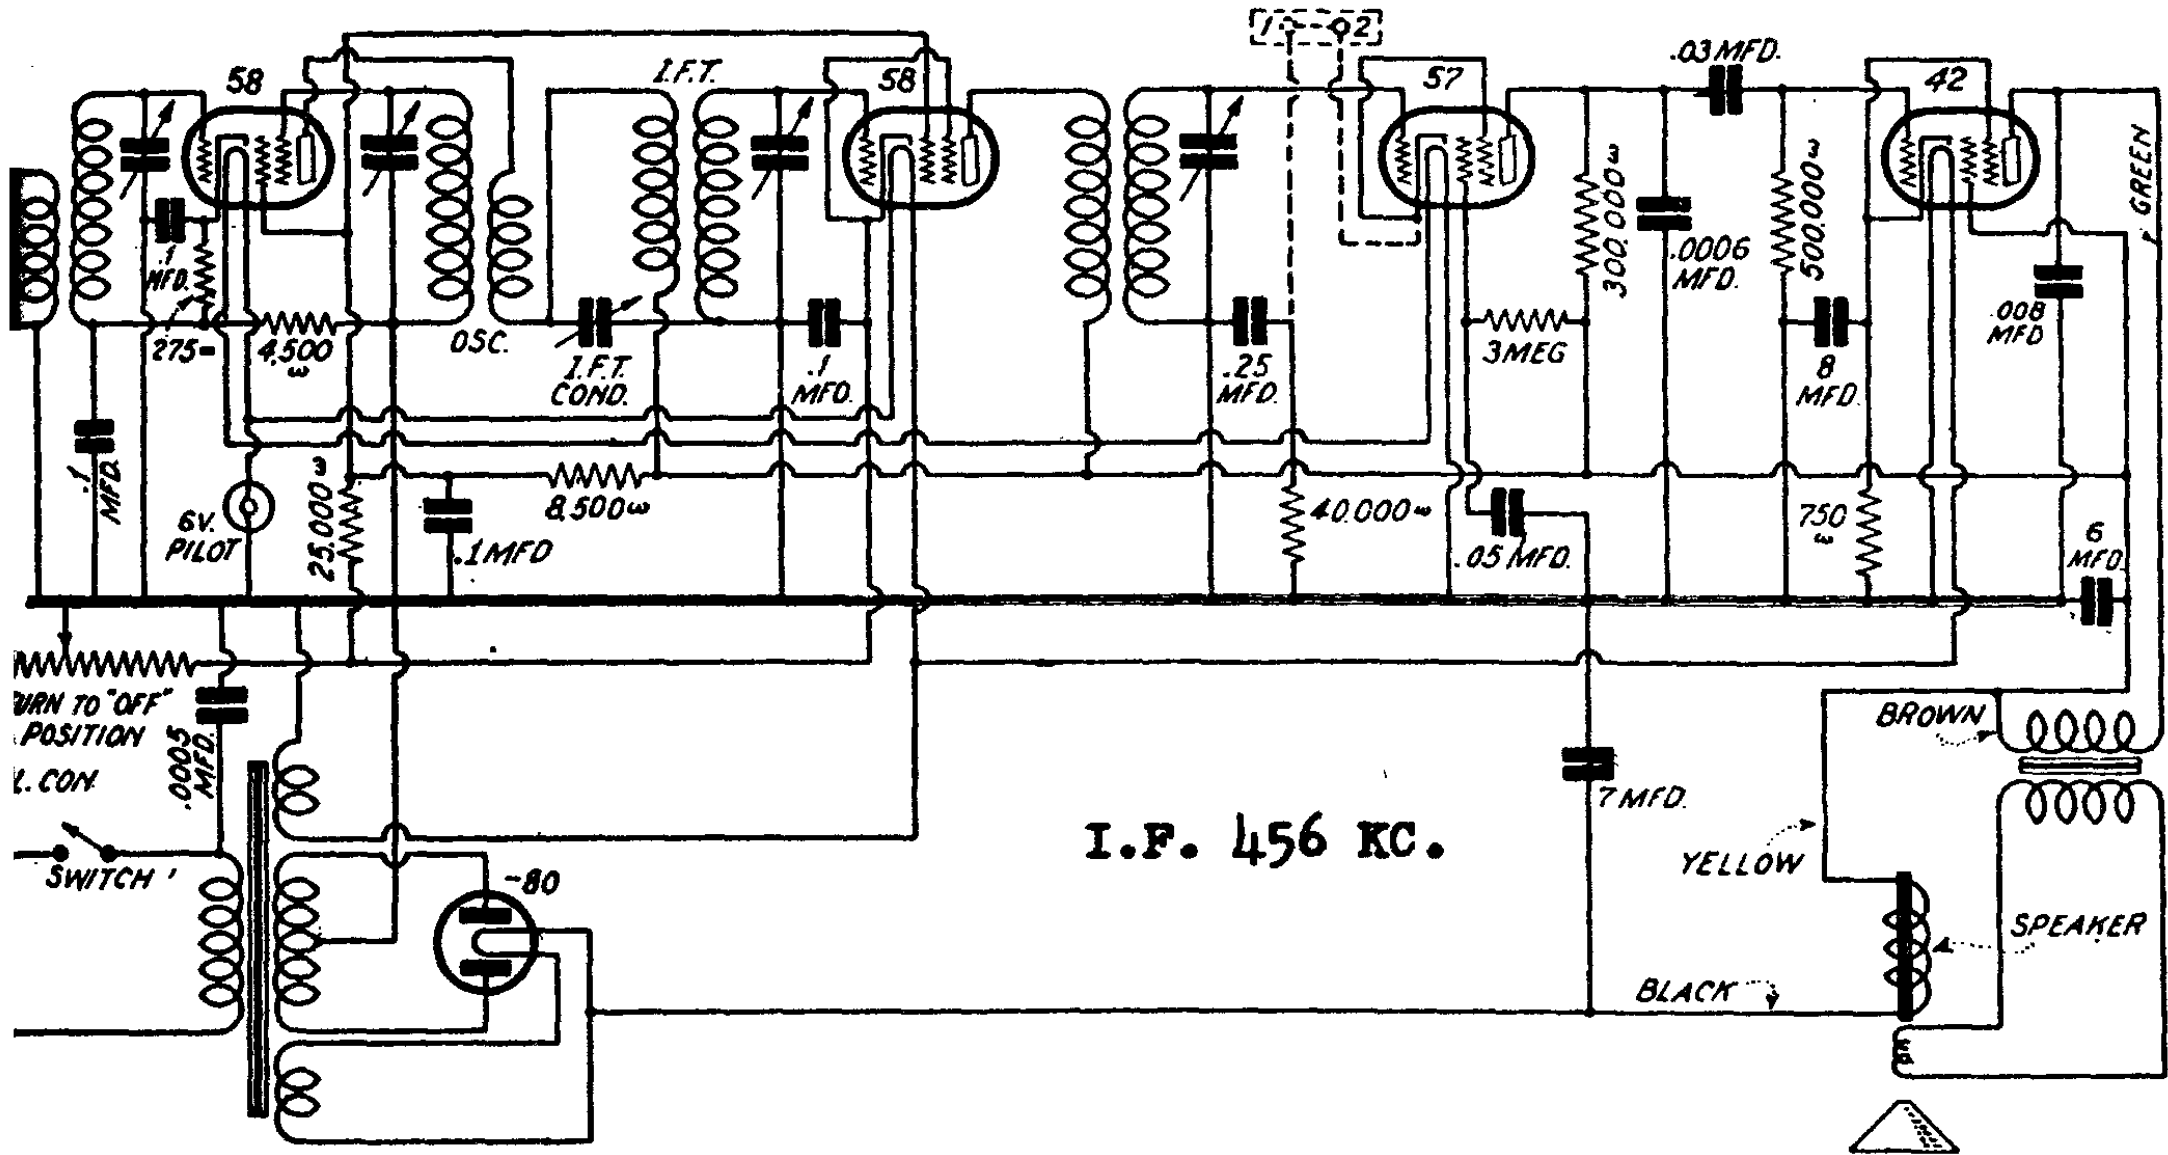 1 2
58
I.F.T.
58
57
.03 MFD.
42
GREEN
.1
MFD.
275
4,500
ω
OSC.
I.F.T.
COND.
.1
MFD.
.25
MFD.
3 MEG
300.000 ω
.0006
MFD.
500.000 ω
8
MFD.
.008
MFD
.1
MFD.
6V.
PILOT
25.000 ω
.1 MFD
8,500 ω
40.000 ω
.05 MFD.
750
ω
6
MFD.
URN TO "OFF"
POSITION
L. CON.
.0005
MFD.
SWITCH
-80
I.F. 456 KC.
7 MFD.
BROWN
YELLOW
SPEAKER
BLACK